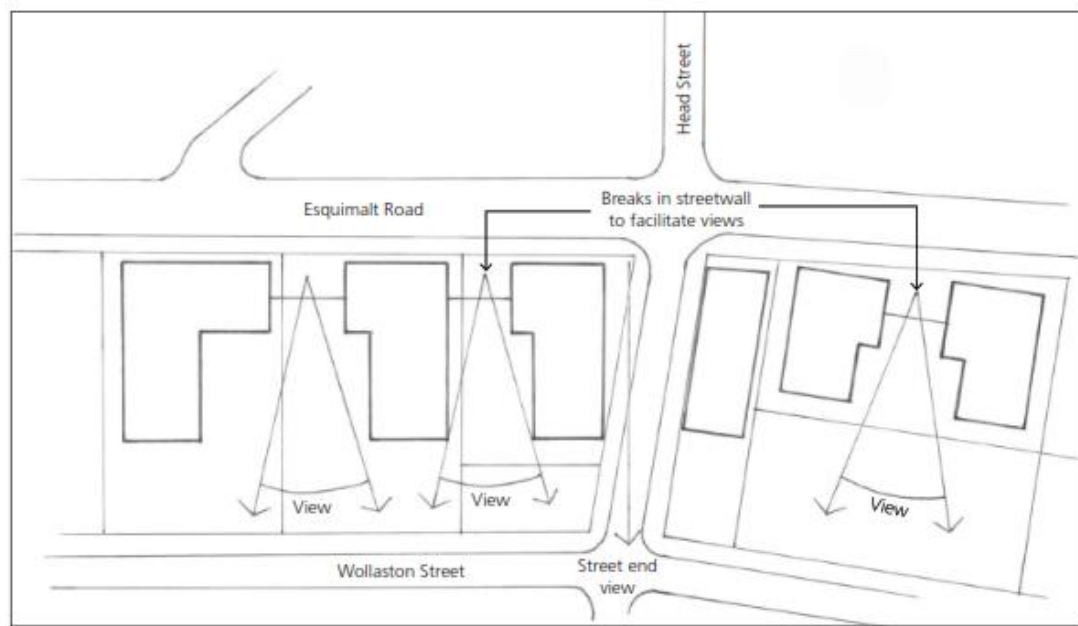 Head Street
Esquimalt Road
Breaks in streetwall
to facilitate views
View
View
View
Wollaston Street
Street end
view